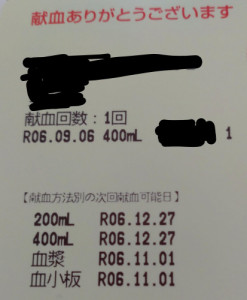 献血ありがとうございます
献血回数：1回
R06.09.06 400mL 1
【献血方法別の次回献血可能日】
200mL R06.12.27
400mL R06.12.27
血漿 R06.11.01
血小板 R06.11.01